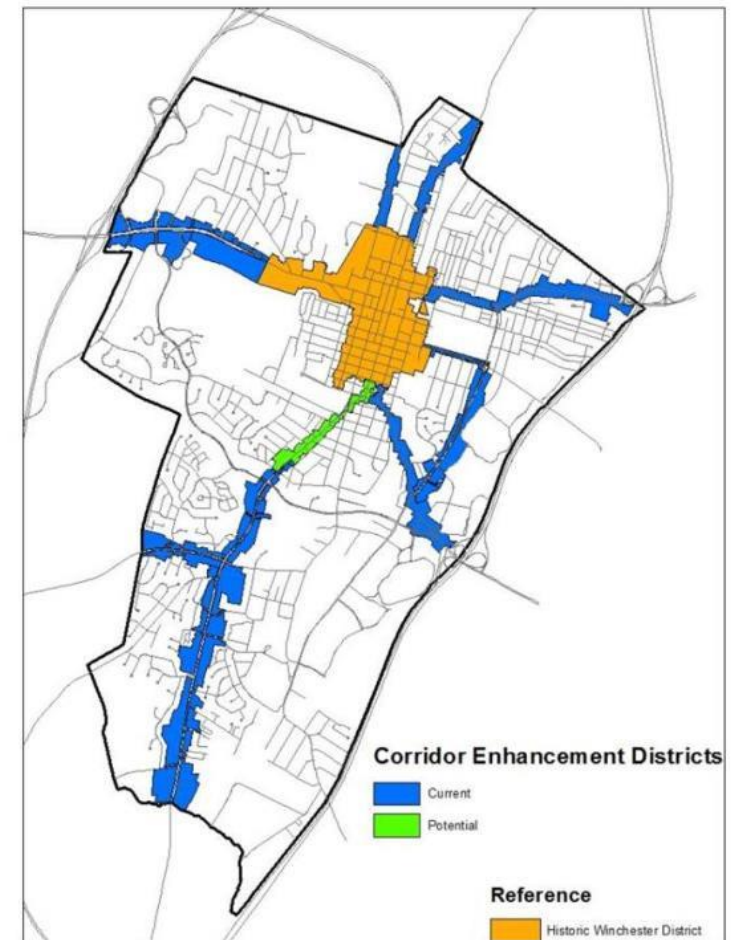 Corridor Enhancement Districts
Current
Potential
Reference
Historic Winchester District